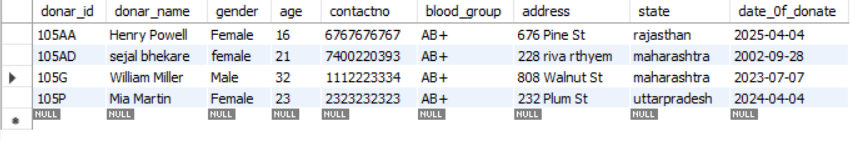 donar_id donar_name gender age contactno blood_group address state date_0f_donate
105AA Henry Powell Female 16 6767676767 AB+ 676 Pine St rajasthan 2025-04-04
105AD sejal bhekare female 21 7400220393 AB+ 228 riva rthyem maharashtra 2002-09-28
105G William Miller Male 32 1112223334 AB+ 808 Walnut St maharashtra 2023-07-07
105P Mia Martin Female 23 2323232323 AB+ 232 Plum St uttarpradesh 2024-04-04
NULL NULL NULL NULL NULL NULL NULL NULL NULL